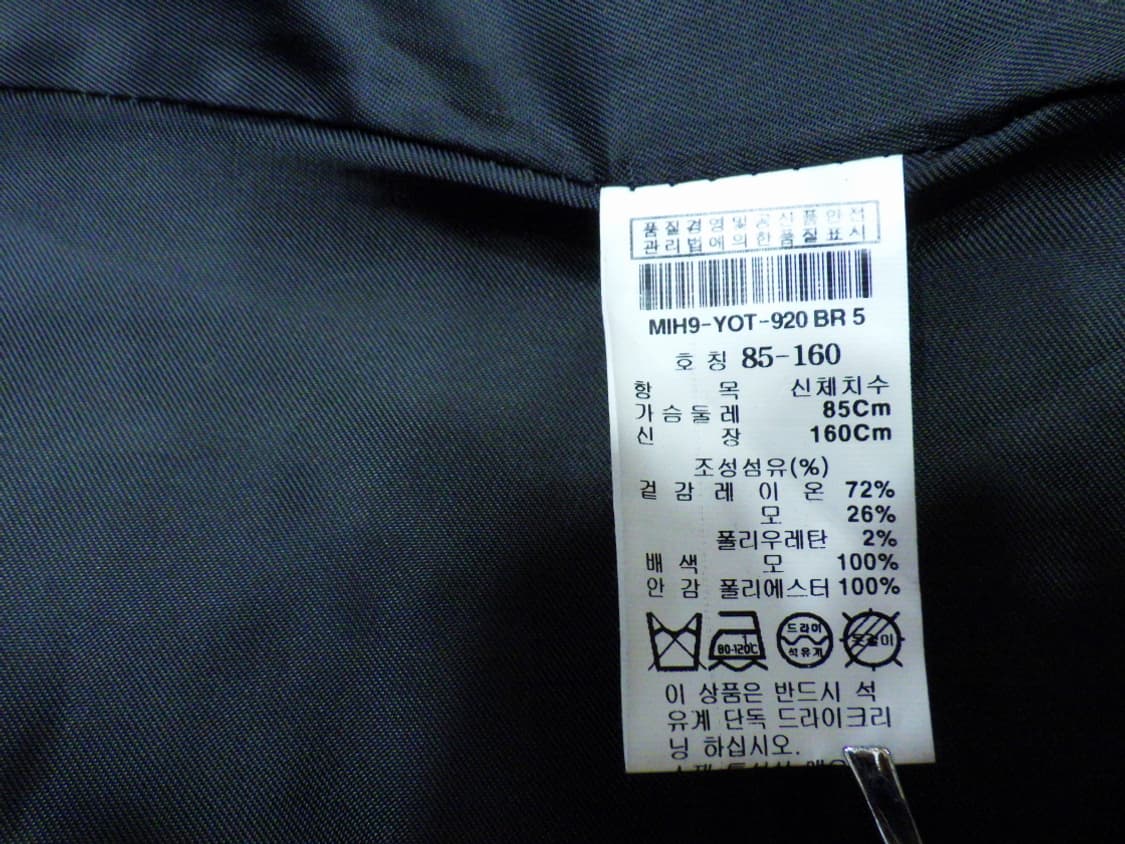 품질경영및공산품안전
관리법에의한품질표시
MIH9-YOT-920 BR 5
호 칭 85-160
항 목 신체치수
가슴둘레 85Cm
신 장 160Cm
조성섬유(%)
겉 감 레 이 온 72%
모 26%
폴리우레탄 2%
배 색 모 100%
안 감 폴리에스터 100%
80-120℃
드라이
석유계
이 상품은 반드시 석
유계 단독 드라이크리
닝 하십시오.